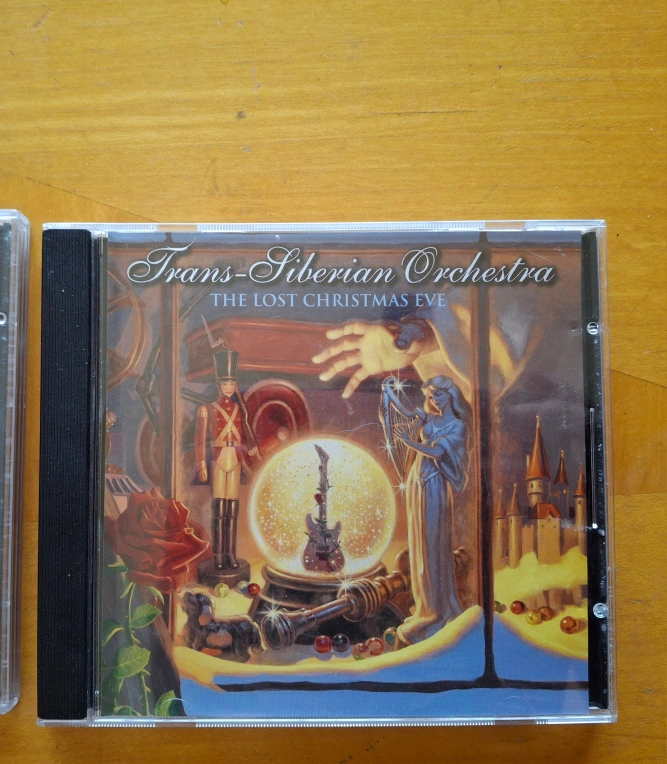 Trans-Siberian Orchestra
THE LOST CHRISTMAS EVE